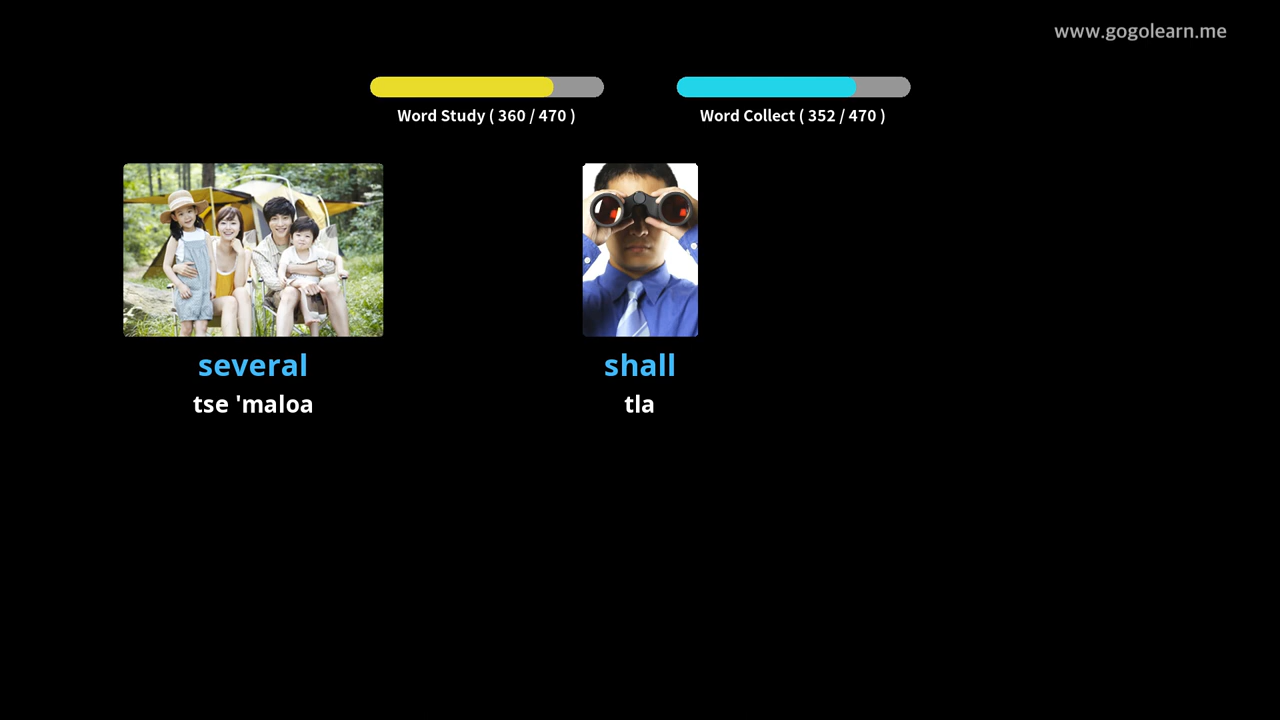 www.gogolearn.me
Word Study ( 360 / 470 )
Word Collect ( 352 / 470 )
several
tse 'maloa
shall
tla